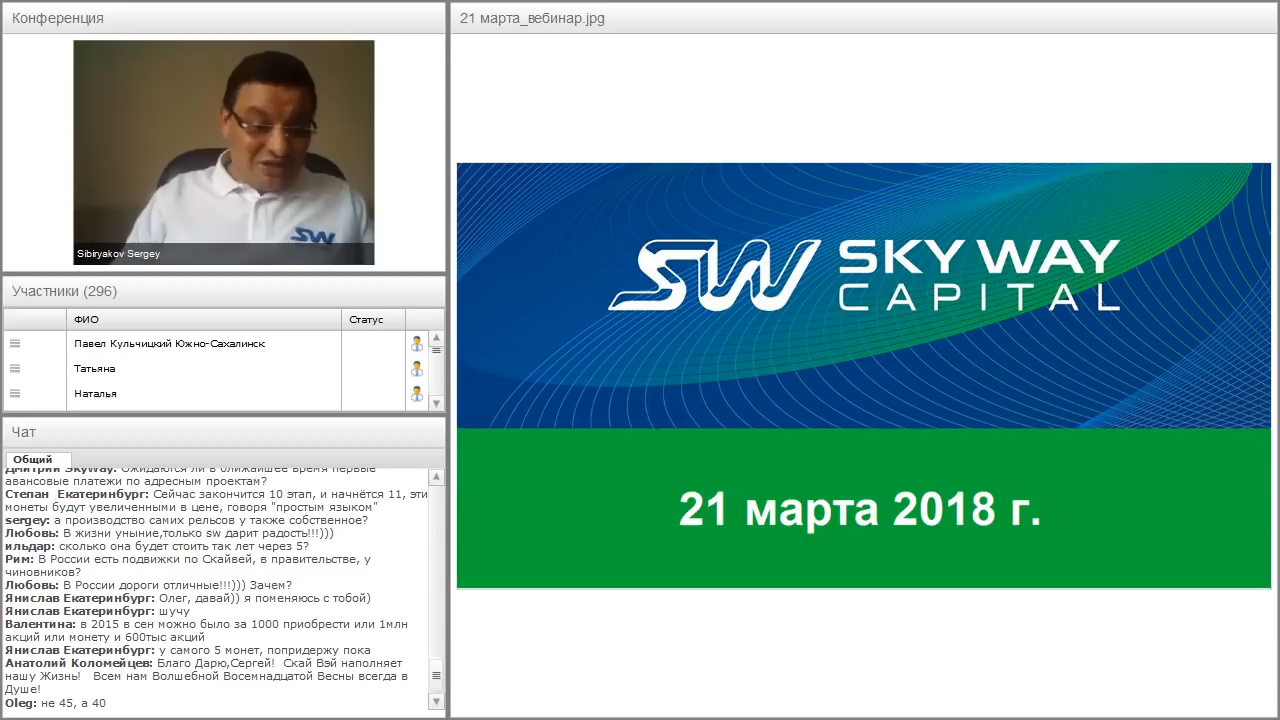 Конференция
Sibiryakov Sergey
Участники (296)
ФИО
Статус
Павел Кульчицкий Южно-Сахалинск
Татьяна
Наталья
Чат
Общий
Дмитрий SkyWay: Ожидаются ли в ближайшее время первые
авансовые платежи по адресным проектам?
Степан Екатеринбург: Сейчас закончится 10 этап, и начнётся 11, эти
монеты будут увеличенными в цене, говоря "простым языком"
sergey: а производство самих рельсов у также собственное?
Любовь: В жизни уныние,только sw дарит радость!!!)))
ильдар: сколько она будет стоить так лет через 5?
Рим: В России есть подвижки по Скайвей, в правительстве, у
чиновников?
Любовь: В России дороги отличные!!!))) Зачем?
Янислав Екатеринбург: Олег, давай)) я поменяюсь с тобой)
Янислав Екатеринбург: шучу
Валентина: в 2015 в сен можно было за 1000 приобрести или 1млн
акций или монету и 600тыс акций
Янислав Екатеринбург: у самого 5 монет, попридержу пока
Анатолий Коломейцев: Благо Дарю,Сергей! Скай Вэй наполняет
нашу Жизнь! Всем нам Волшебной Восемнадцатой Весны всегда в
Душе!
Oleg: не 45, а 40
21 марта_вебинар.jpg
SW SKY WAY
CAPITAL
21 марта 2018 г.
SW